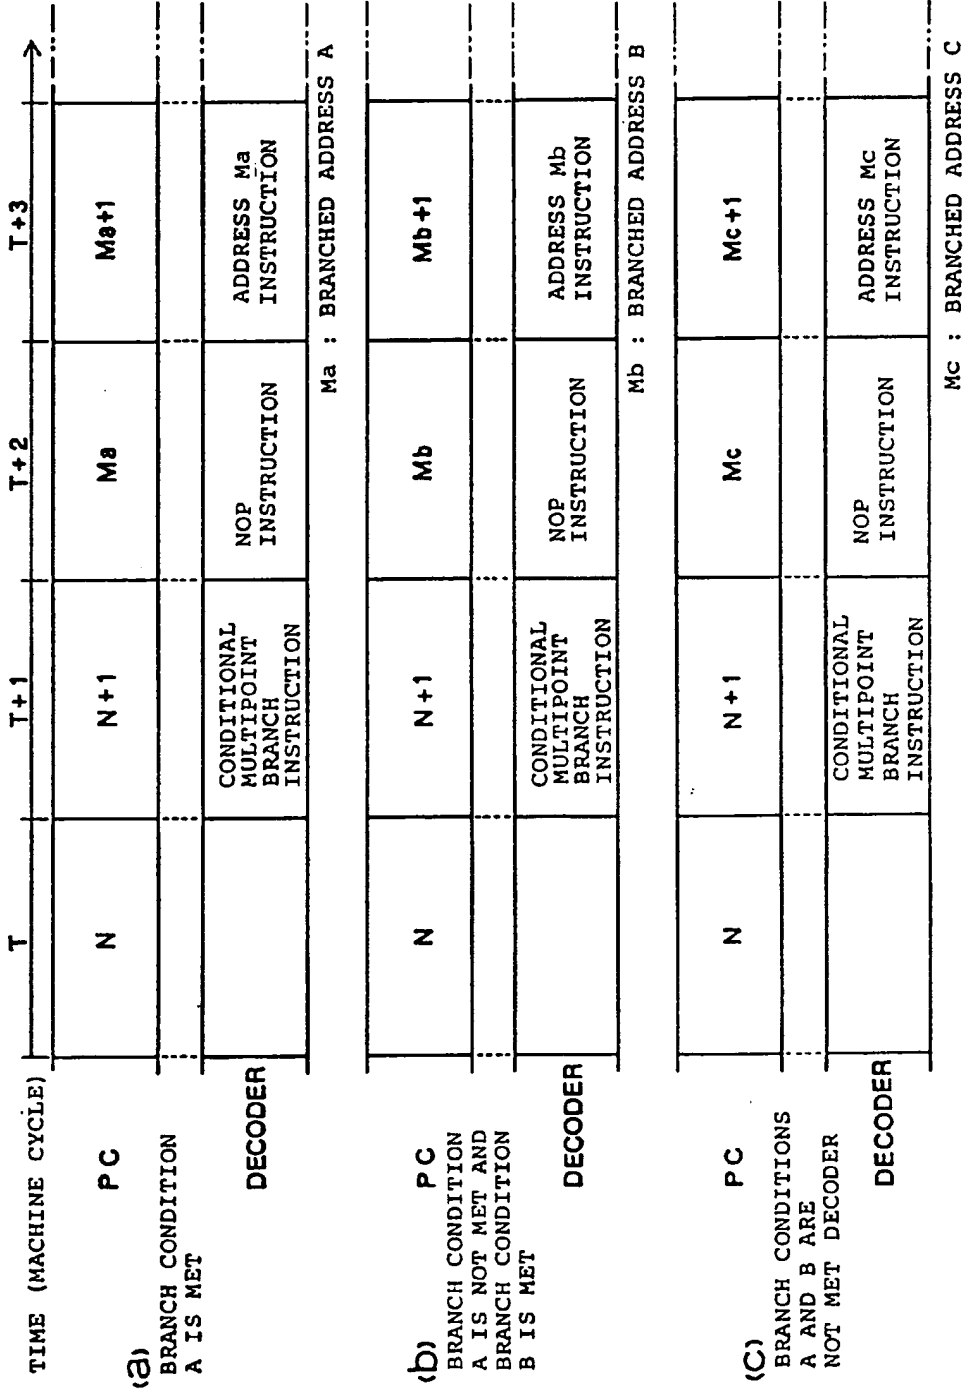 TIME (MACHINE CYCLE)
T
T+1
T+2
T+3
(a)
BRANCH CONDITION
A IS MET
PC
N
N+1
Ma
Ma+1
DECODER
CONDITIONAL
MULTIPOINT
BRANCH
INSTRUCTION
NOP
INSTRUCTION
ADDRESS Ma
INSTRUCTION
Ma : BRANCHED ADDRESS A
(b)
BRANCH CONDITION
A IS NOT MET AND
BRANCH CONDITION
B IS MET
PC
N
N+1
Mb
Mb+1
DECODER
CONDITIONAL
MULTIPOINT
BRANCH
INSTRUCTION
NOP
INSTRUCTION
ADDRESS Mb
INSTRUCTION
Mb : BRANCHED ADDRESS B
(C)
BRANCH CONDITIONS
A AND B ARE
NOT MET DECODER
PC
N
N+1
Mc
Mc+1
DECODER
CONDITIONAL
MULTIPOINT
BRANCH
INSTRUCTION
NOP
INSTRUCTION
ADDRESS Mc
INSTRUCTION
Mc : BRANCHED ADDRESS C